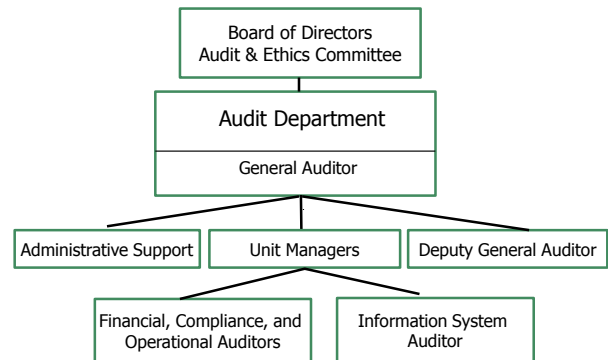 Board of Directors
Audit & Ethics Committee
Audit Department
General Auditor
Administrative Support
Unit Managers
Deputy General Auditor
Financial, Compliance, and
Operational Auditors
Information System
Auditor